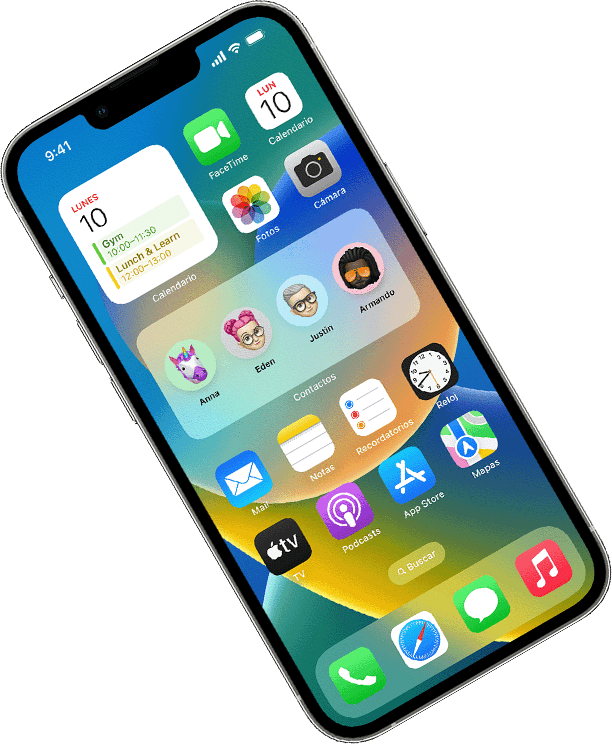 9:41
LUNES
10
Gym
10:00–11:30
Lunch & Learn
12:00–13:00
Calendario
FaceTime
LUN
10
Calendario
Fotos
Cámara
Anna
Eden
Justin
Armando
Contactos
Mail
Notas
Recordatorios
Reloj
tv
TV
Podcasts
App Store
Mapas
Buscar